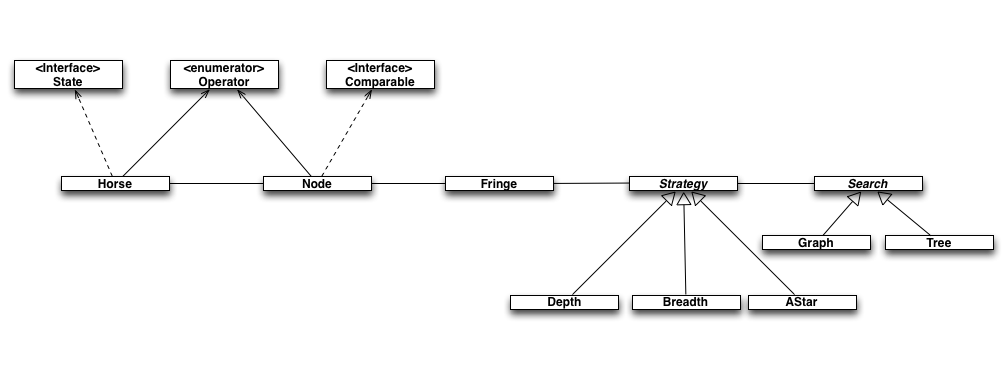 <Interface>
State
<enumerator>
Operator
<Interface>
Comparable
Horse
Node
Fringe
Strategy
Search
Graph
Tree
Depth
Breadth
AStar